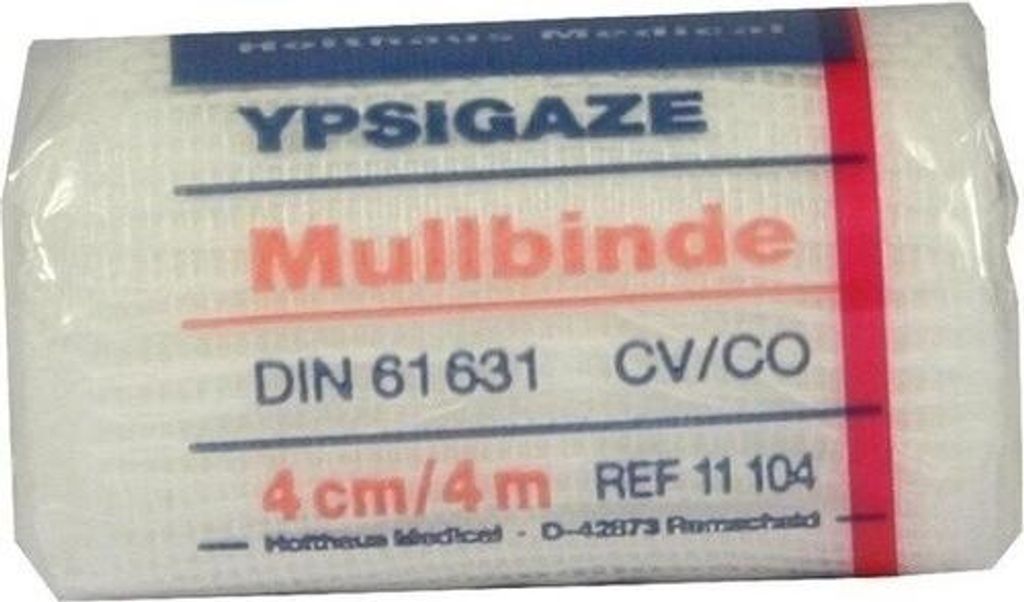 Holthaus Medical
YPSIGAZE
Mullbinde
DIN 61 631 CV/CO
4 cm/4 m REF 11 104
Holthaus Medical - D-42873 Remscheid